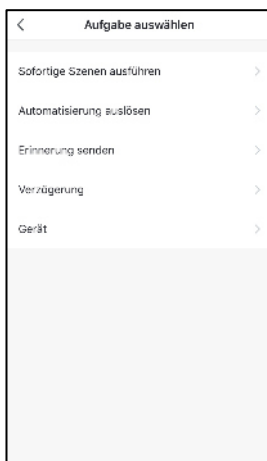 Aufgabe auswählen
Sofortige Szenen ausführen
Automatisierung auslösen
Erinnerung senden
Verzögerung
Gerät